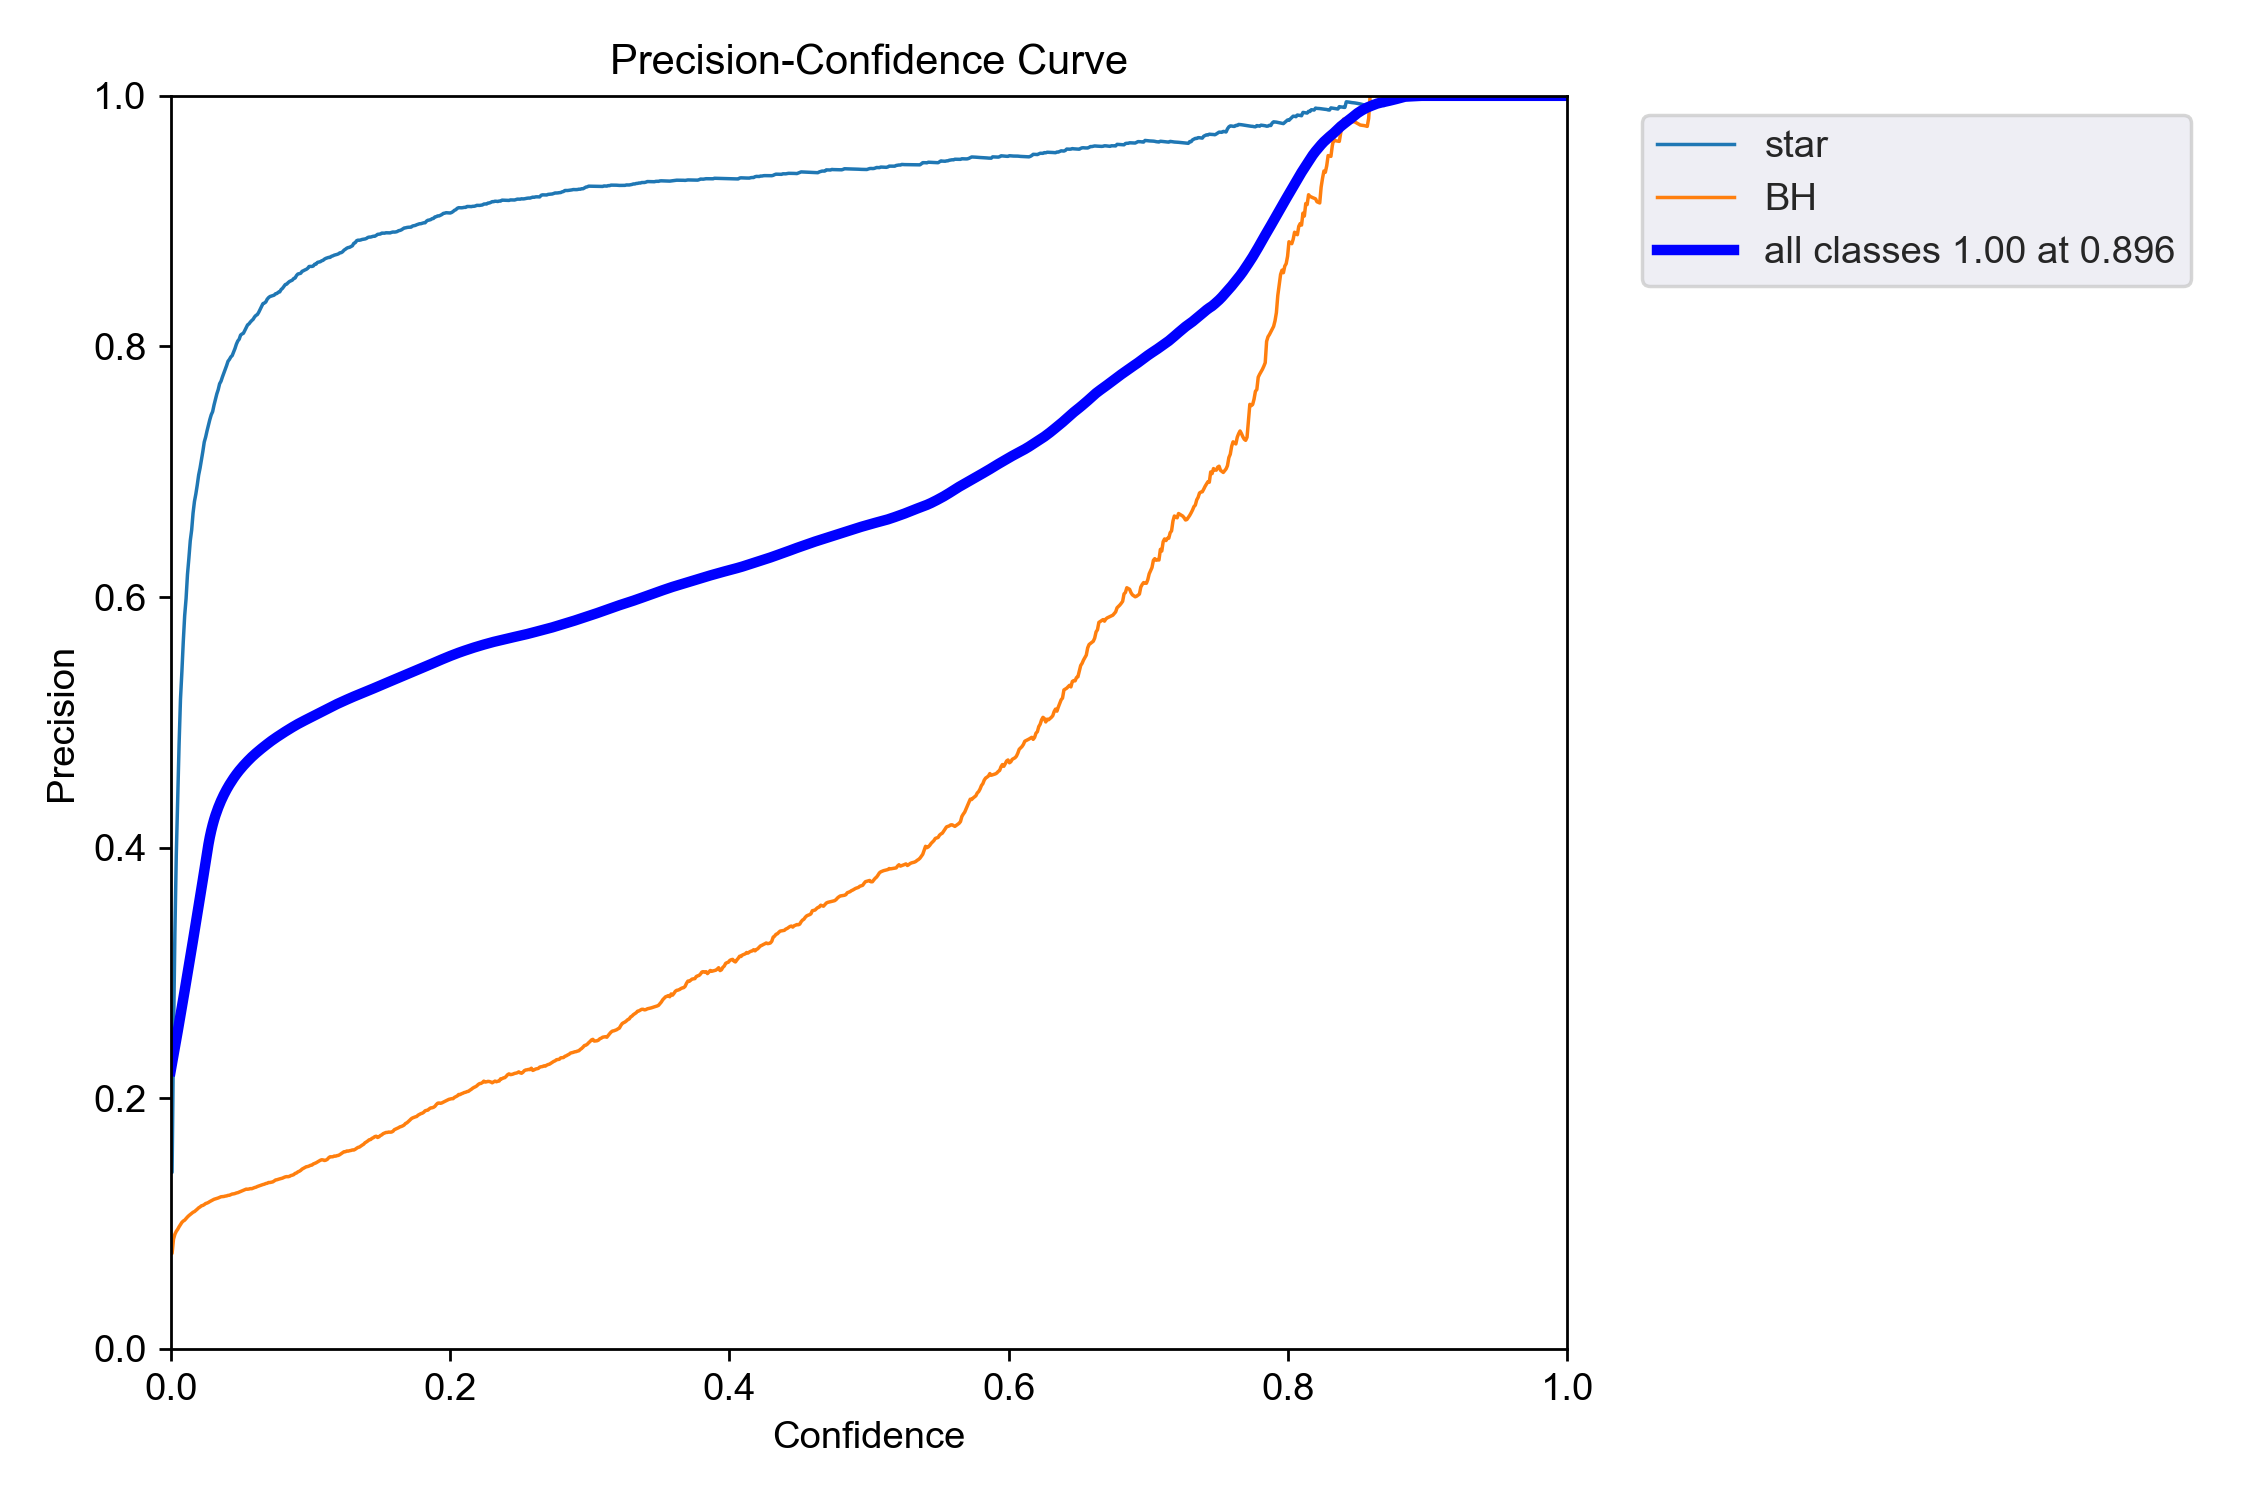 Precision-Confidence Curve
1.0
0.8
0.6
0.4
0.2
0.0
Precision
0.0 0.2 0.4 0.6 0.8 1.0
Confidence
star
BH
all classes 1.00 at 0.896